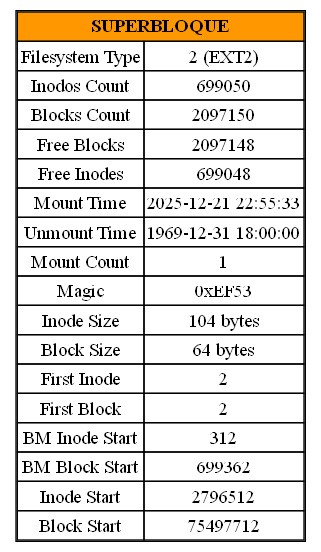 SUPERBLOQUE
Filesystem Type 2 (EXT2)
Inodos Count 699050
Blocks Count 2097150
Free Blocks 2097148
Free Inodes 699048
Mount Time 2025-12-21 22:55:33
Unmount Time 1969-12-31 18:00:00
Mount Count 1
Magic 0xEF53
Inode Size 104 bytes
Block Size 64 bytes
First Inode 2
First Block 2
BM Inode Start 312
BM Block Start 699362
Inode Start 2796512
Block Start 75497712